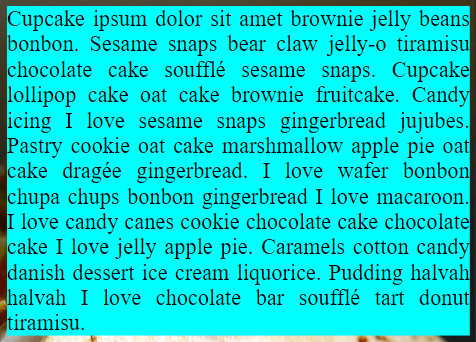 Cupcake ipsum dolor sit amet brownie jelly beans
bonbon. Sesame snaps bear claw jelly-o tiramisu
chocolate cake soufflé sesame snaps. Cupcake
lollipop cake oat cake brownie fruitcake. Candy
icing I love sesame snaps gingerbread jujubes.
Pastry cookie oat cake marshmallow apple pie oat
cake dragée gingerbread. I love wafer bonbon
chupa chups bonbon gingerbread I love macaroon.
I love candy canes cookie chocolate cake chocolate
cake I love jelly apple pie. Caramels cotton candy
danish dessert ice cream liquorice. Pudding halvah
halvah I love chocolate bar soufflé tart donut
tiramisu.